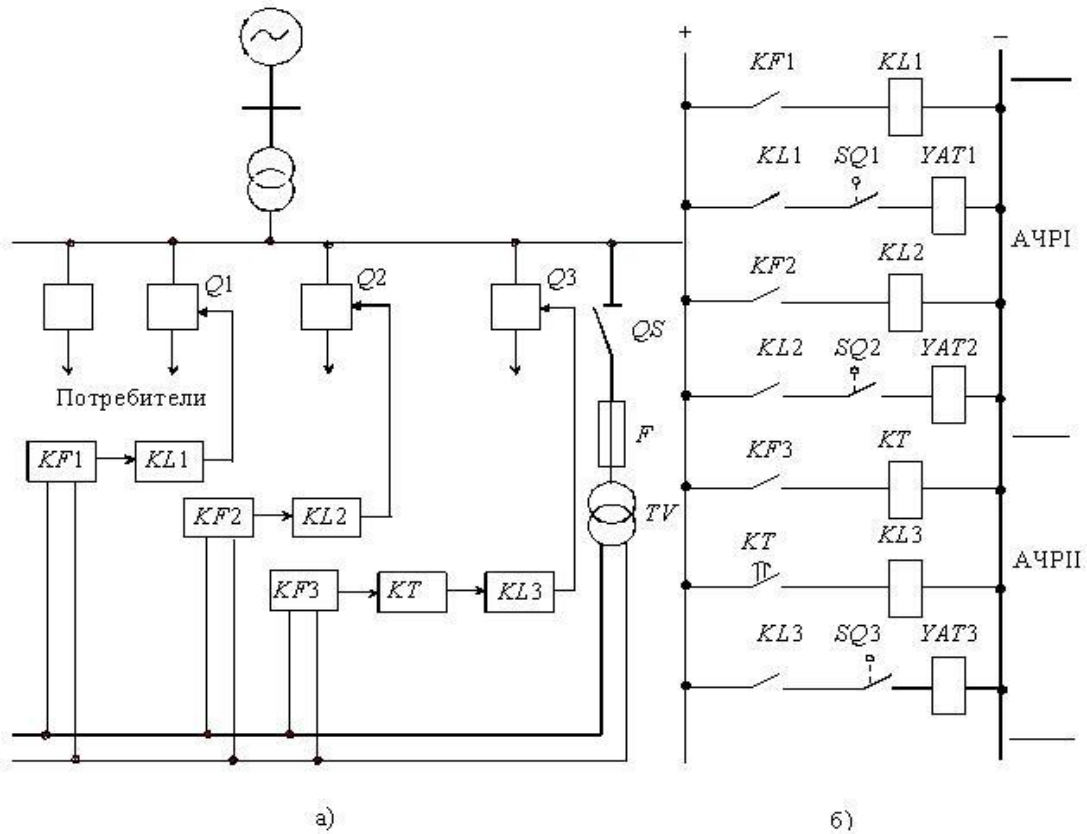 Q1
Q2
Q3
QS
Потребители
F
KF1
KL1
KF2
KL2
TV
KF3
KT
KL3
а)
+
−
KF1
KL1
KL1
SQ1
YAT1
АЧРI
KF2
KL2
KL2
SQ2
YAT2
KF3
KT
KT
KL3
АЧРII
KL3
SQ3
YAT3
б)